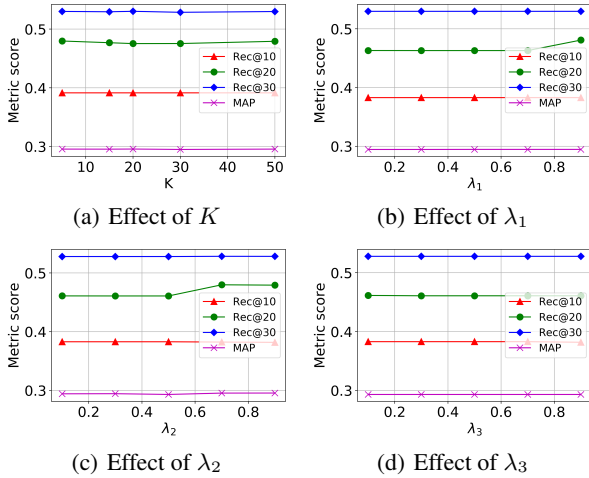 Metric score
0.5
0.4
0.3
Rec@10
Rec@20
Rec@30
MAP
10 20 30 40 50
K
(a) Effect of K
Metric score
0.5
0.4
0.3
Rec@10
Rec@20
Rec@30
MAP
0.2 0.4 0.6 0.8
λ₁
(b) Effect of λ₁
Metric score
0.5
0.4
0.3
Rec@10
Rec@20
Rec@30
MAP
0.2 0.4 0.6 0.8
λ₂
(c) Effect of λ₂
Metric score
0.5
0.4
0.3
Rec@10
Rec@20
Rec@30
MAP
0.2 0.4 0.6 0.8
λ₃
(d) Effect of λ₃